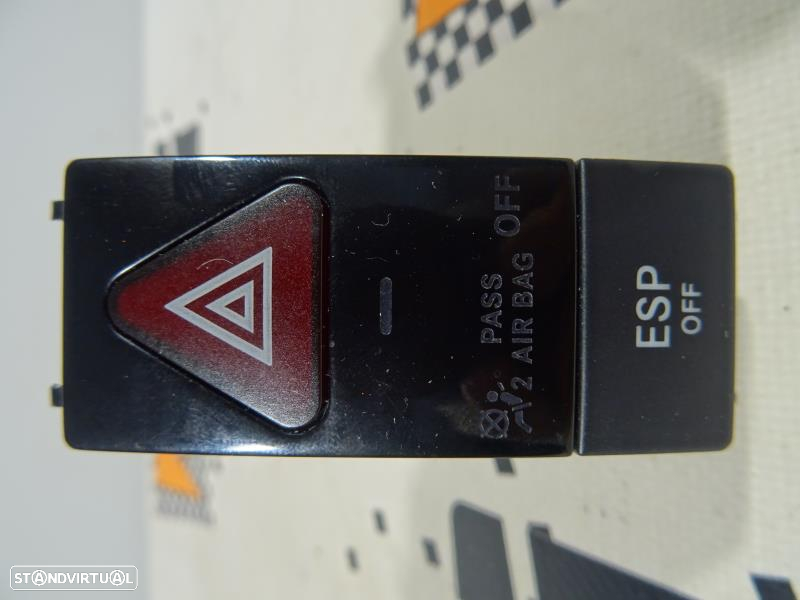 PASS
2 AIR BAG OFF
ESP
OFF
STANDVIRTUAL